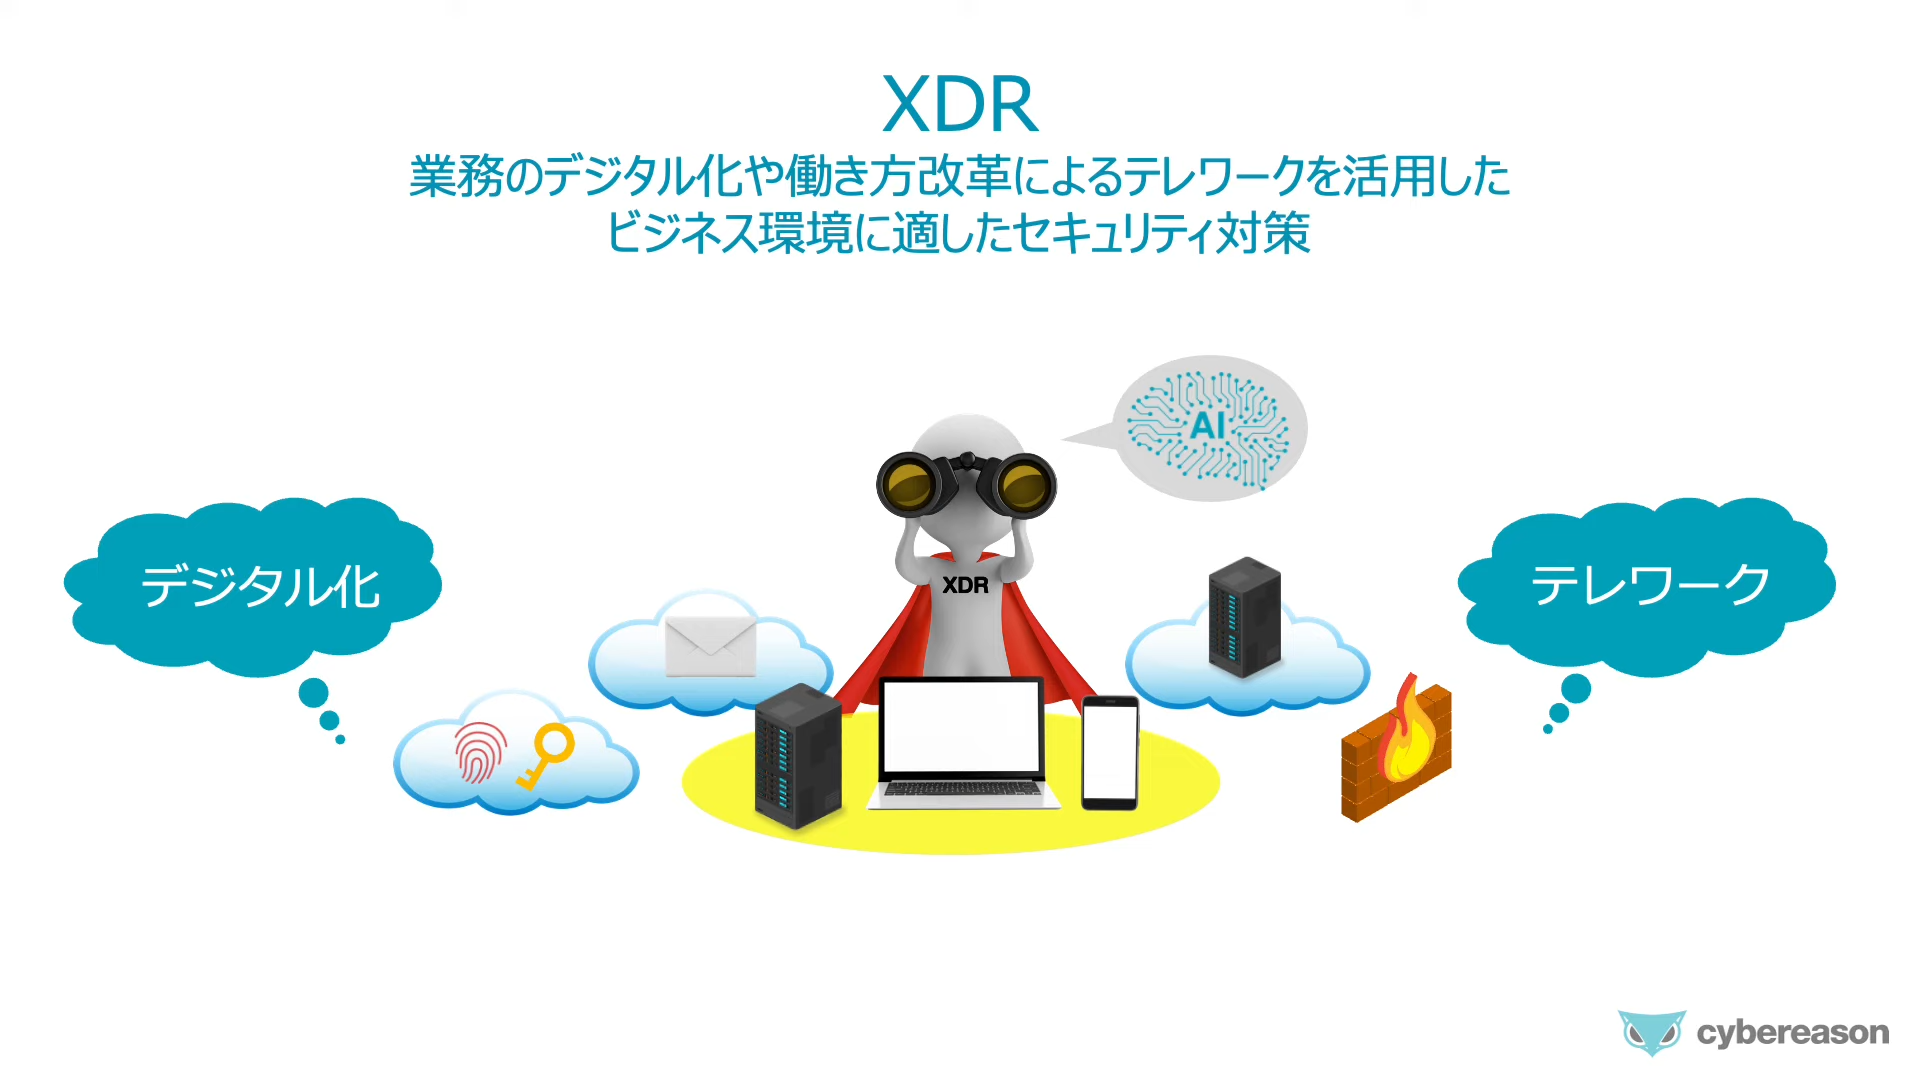 XDR
業務のデジタル化や働き方改革によるテレワークを活用した
ビジネス環境に適したセキュリティ対策
AI
XDR
デジタル化
テレワーク
cybereason